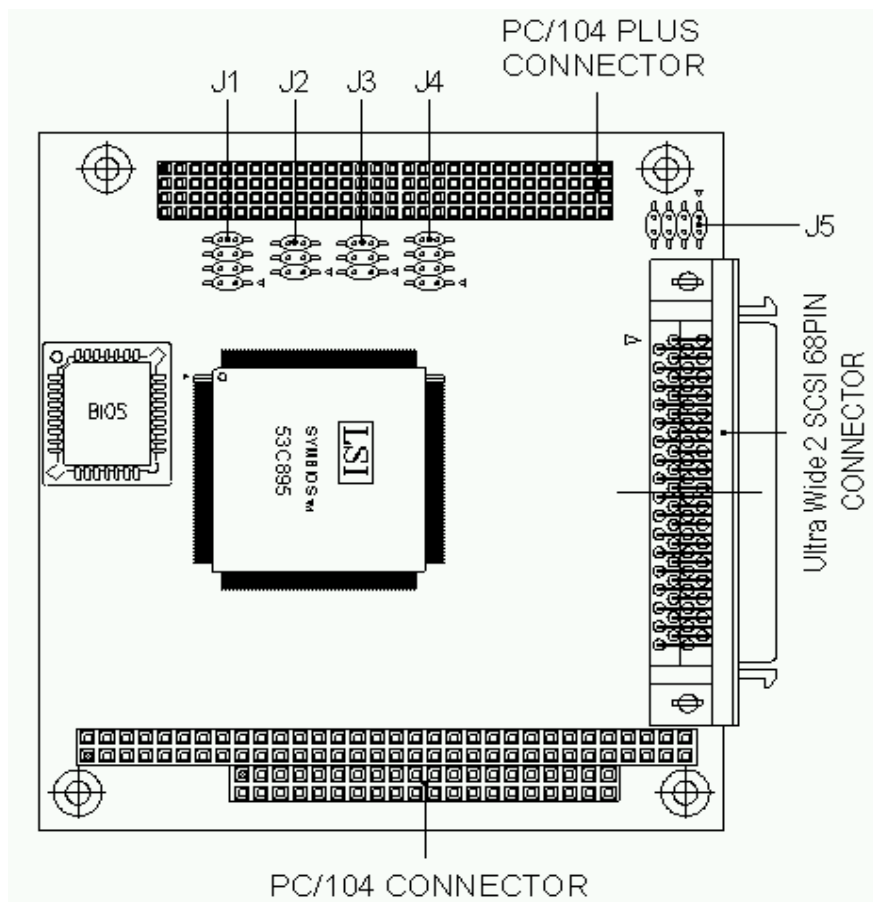 PC/104 PLUS
CONNECTOR
J1
J2
J3
J4
J5
BIOS
LSI
SYMBIOS™
53C895
Ultra Wide 2 SCSI 68PIN
CONNECTOR
PC/104 CONNECTOR